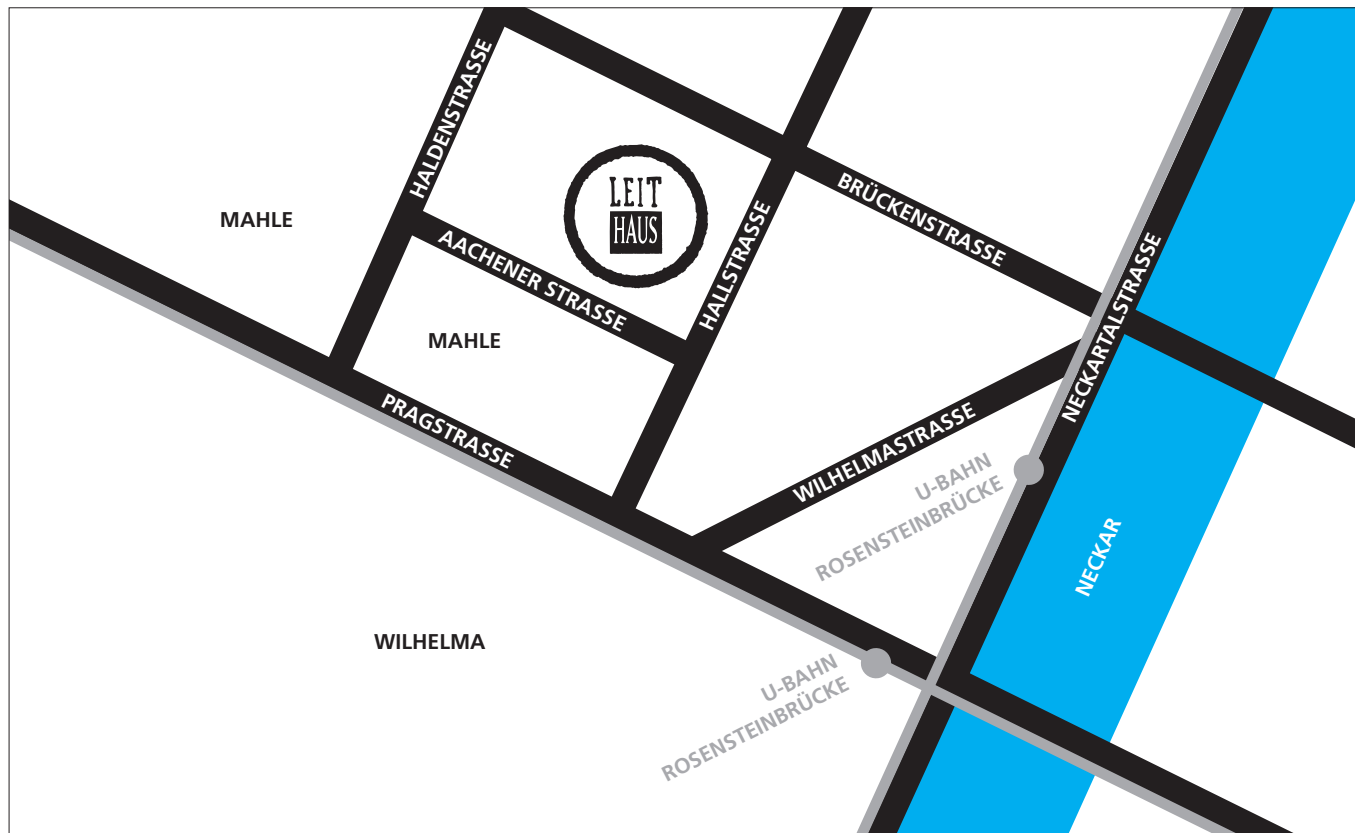 HALDENSTRASSE
LEIT
HAUS
BRÜCKENSTRASSE
MAHLE
AACHENER STRASSE
HALLSTRASSE
NECKARTALSTRASSE
MAHLE
PRAGSTRASSE
WILHELMASTRASSE
U-BAHN
ROSENSTEINBRÜCKE
NECKAR
WILHELMA
U-BAHN
ROSENSTEINBRÜCKE